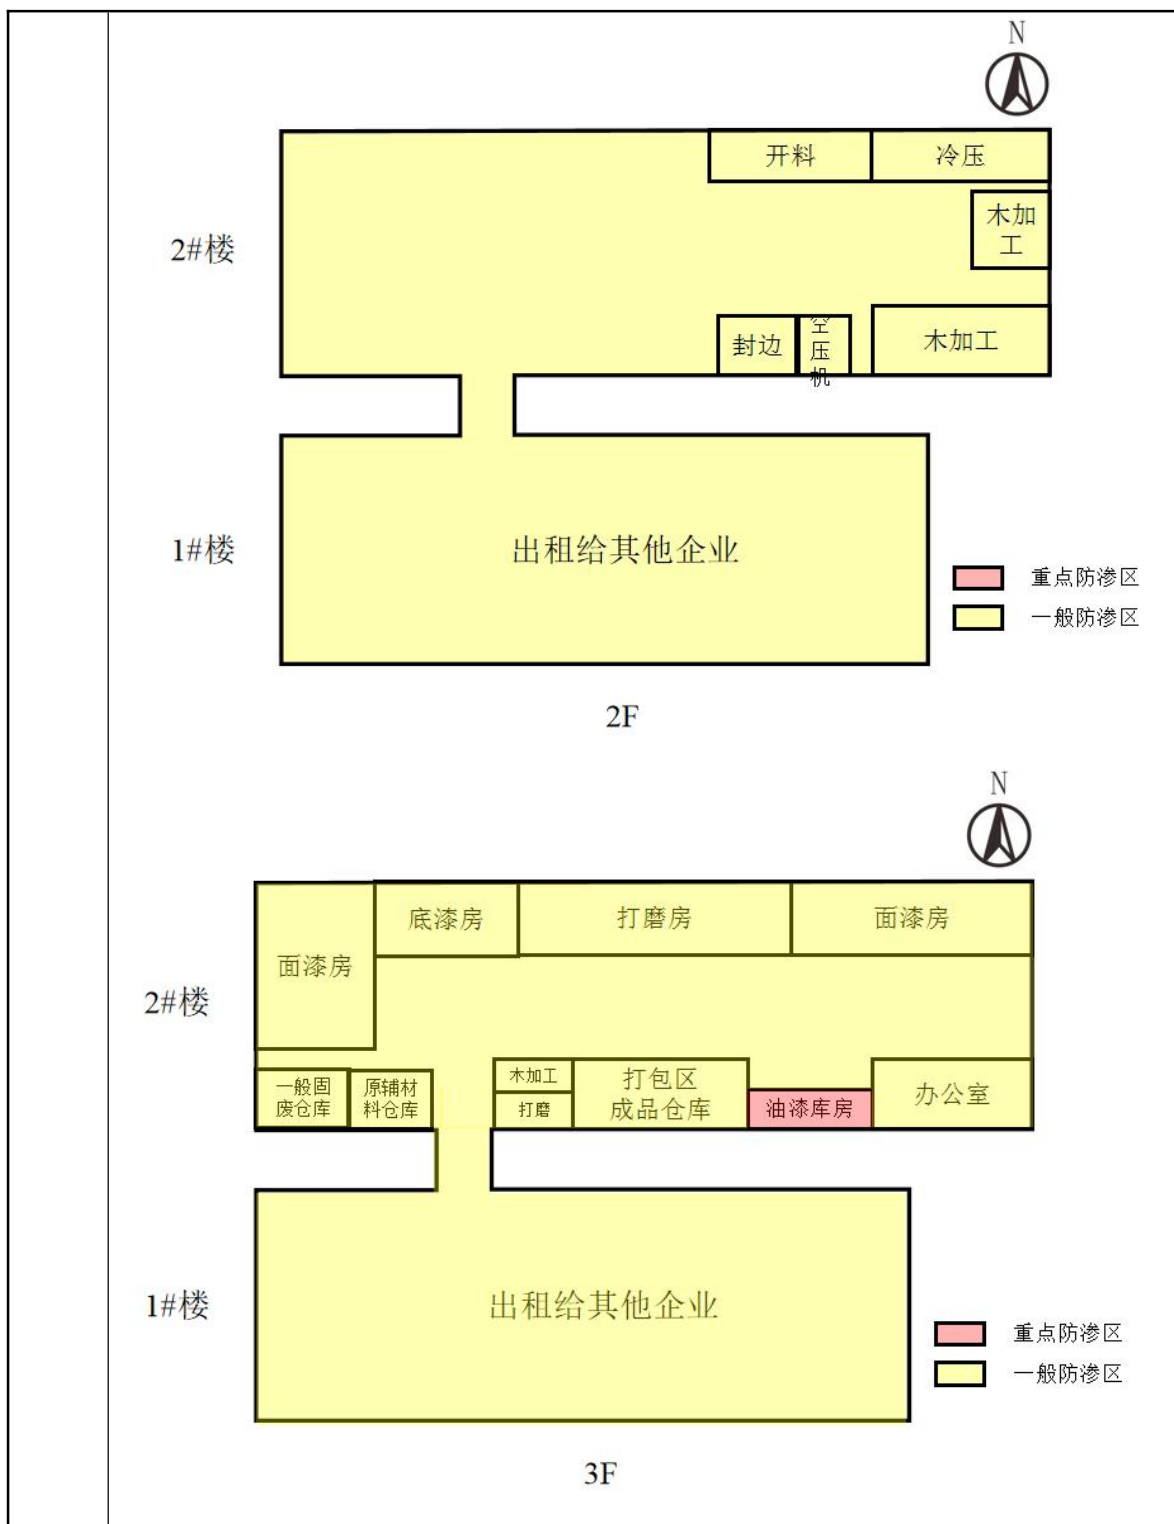 N
开料
冷压
木加
工
2#楼
封边
空
压
机
木加工
1#楼
出租给其他企业
重点防渗区
一般防渗区
2F
N
底漆房
打磨房
面漆房
面漆房
2#楼
一般固
废仓库
原辅材
料仓库
木加工
打磨
打包区
成品仓库
油漆库房
办公室
1#楼
出租给其他企业
重点防渗区
一般防渗区
3F